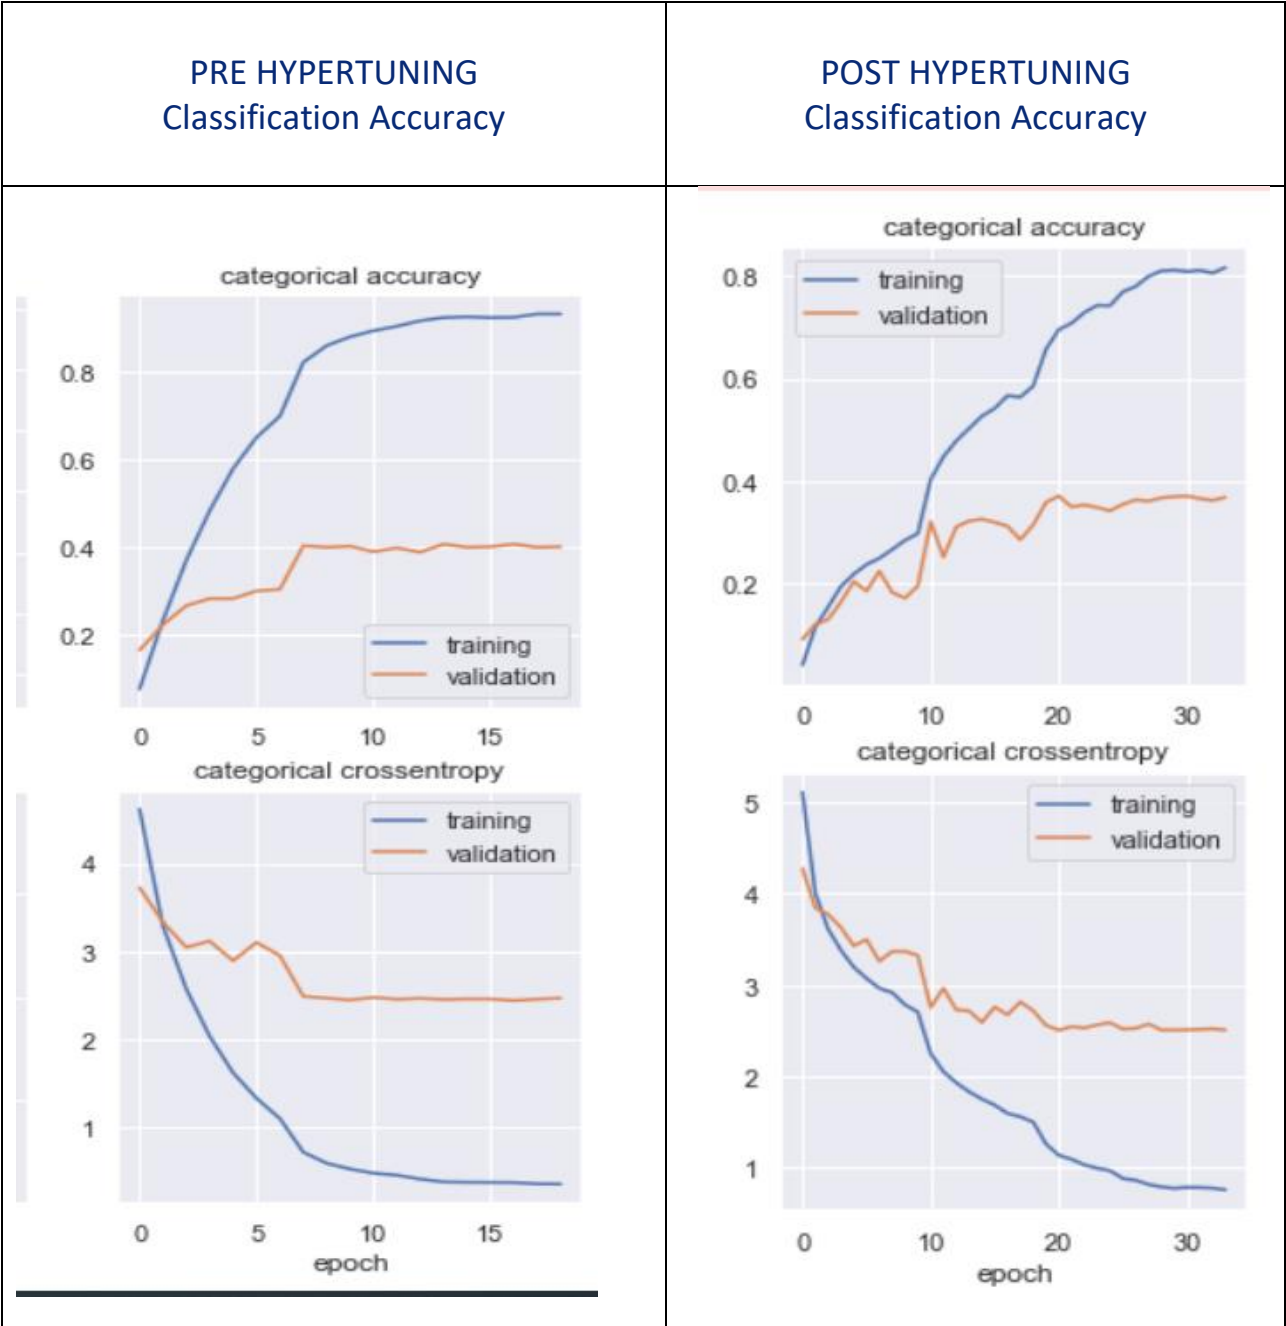 PRE HYPERTUNING
Classification Accuracy
POST HYPERTUNING
Classification Accuracy
categorical accuracy
0.8
0.6
0.4
0.2
training
validation
0 5 10 15
categorical crossentropy
training
validation
4
3
2
1
0 5 10 15
epoch
categorical accuracy
training
validation
0.8
0.6
0.4
0.2
0 10 20 30
categorical crossentropy
training
validation
5
4
3
2
1
0 10 20 30
epoch